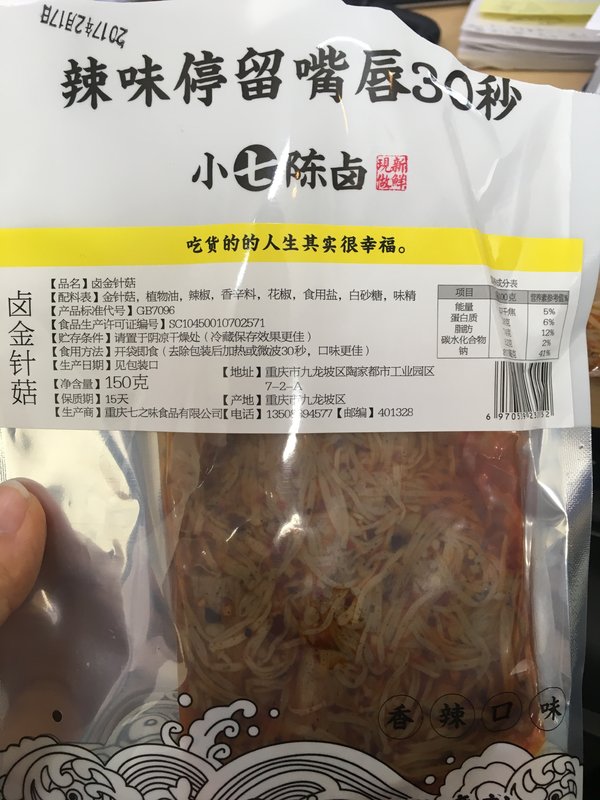 2017年2月17日
辣味停留嘴唇30秒
小七陈卤
新鲜
现做
吃货的的人生其实很幸福。
卤金针菇
【品名】卤金针菇
【配料表】金针菇，植物油，辣椒，香辛料，花椒，食用盐，白砂糖，味精
【产品标准代号】GB7096
【食品生产许可证编号】SC10450010702571
【贮存条件】请置于阴凉干燥处（冷藏保存效果更佳）
【食用方法】开袋即食（去除包装后加热或微波30秒，口味更佳）
【生产日期】见包装口
【地址】重庆市九龙坡区陶家都市工业园区
7-2-A
【净含量】150克
【保质期】15天
【产地】重庆市九龙坡区
【生产商】重庆七之味食品有限公司【电话】【邮编】401328
成分表
项目 营养素参考值%
能量 5%
蛋白质 6%
脂肪 12%
碳水化合物 2%
钠 41%
香辣口味